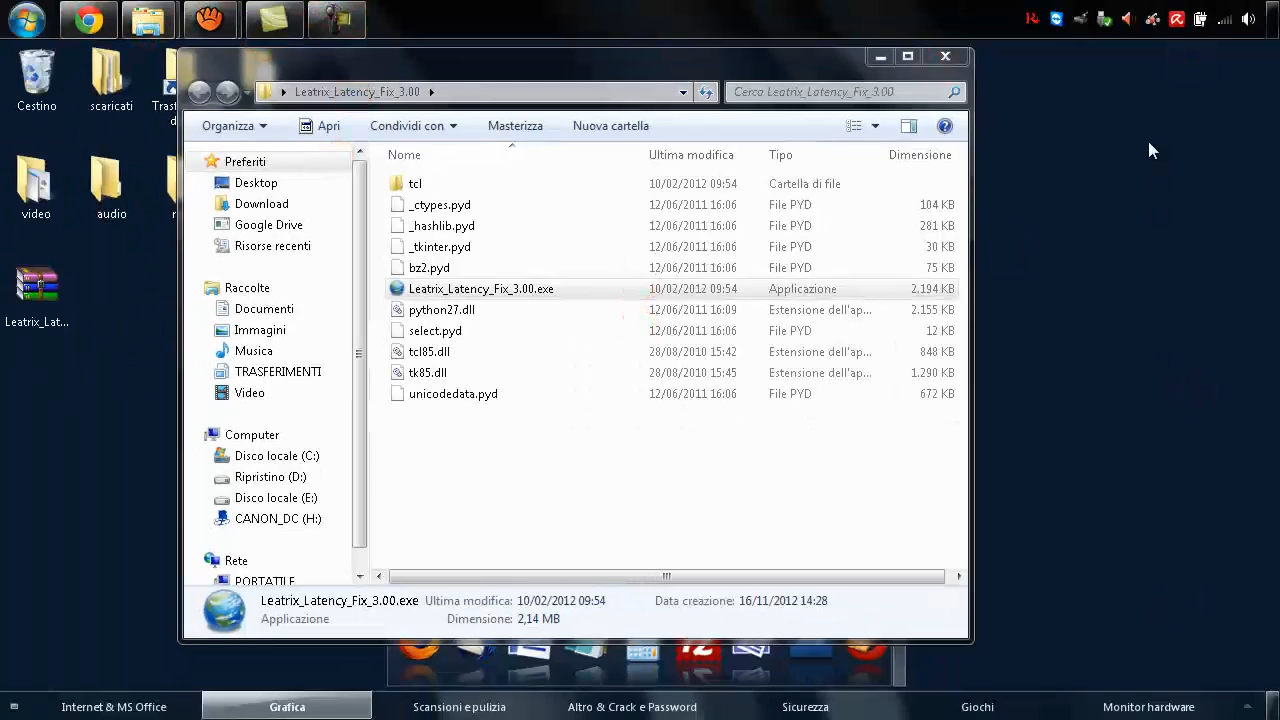 Cestino
scaricati
Trasf
d
video
audio
r
Leatrix_Lat...
Leatrix_Latency_Fix_3.00
Cerca Leatrix_Latency_Fix_3.00
Organizza
Apri
Condividi con
Masterizza
Nuova cartella
Preferiti
Desktop
Download
Google Drive
Risorse recenti
Raccolte
Documenti
Immagini
Musica
TRASFERIMENTI
Video
Computer
Disco locale (C:)
Ripristino (D:)
Disco locale (E:)
CANON_DC (H:)
Rete
PORTATILE
Nome Ultima modifica Tipo Dimensione
tcl 10/02/2012 09:54 Cartella di file
_ctypes.pyd 12/06/2011 16:06 File PYD 104 KB
_hashlib.pyd 12/06/2011 16:06 File PYD 281 KB
_tkinter.pyd 12/06/2011 16:06 File PYD 30 KB
bz2.pyd 12/06/2011 16:06 File PYD 75 KB
Leatrix_Latency_Fix_3.00.exe 10/02/2012 09:54 Applicazione 2.194 KB
python27.dll 12/06/2011 16:09 Estensione dell'ap... 2.155 KB
select.pyd 12/06/2011 16:06 File PYD 12 KB
tcl85.dll 28/08/2010 15:42 Estensione dell'ap... 848 KB
tk85.dll 28/08/2010 15:45 Estensione dell'ap... 1.290 KB
unicodedata.pyd 12/06/2011 16:06 File PYD 672 KB
Leatrix_Latency_Fix_3.00.exe Ultima modifica: 10/02/2012 09:54 Data creazione: 16/11/2012 14:28
Applicazione Dimensione: 2,14 MB
Internet & MS Office
Grafica
Scansioni e pulizia
Altro & Crack e Password
Sicurezza
Giochi
Monitor hardware